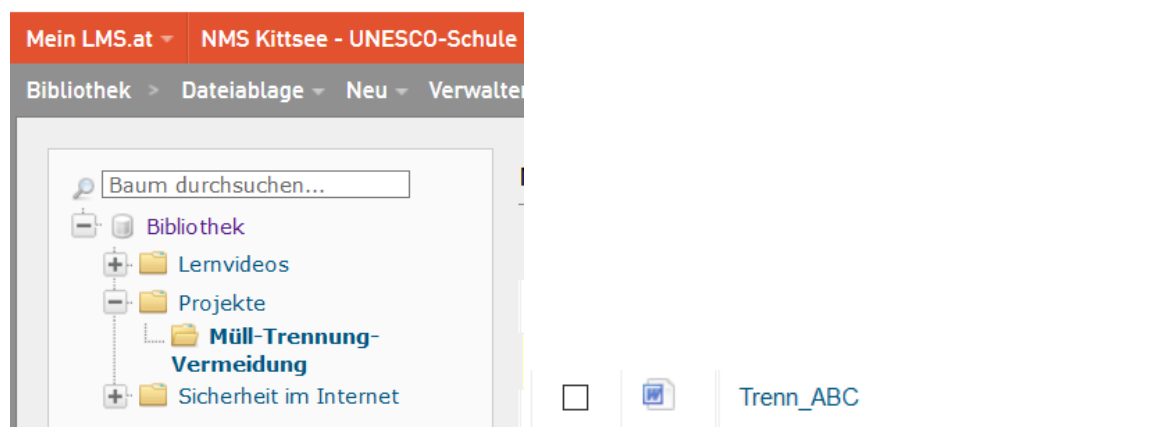 Mein LMS.at NMS Kittsee - UNESCO-Schule
Bibliothek > Dateiablage Neu Verwalten
Baum durchsuchen...
Bibliothek
Lernvideos
Projekte
Müll-Trennung-
Vermeidung
Sicherheit im Internet
Trenn_ABC